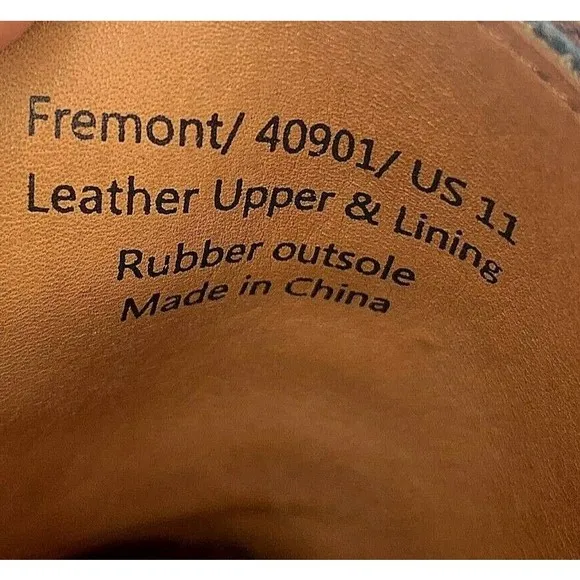 Fremont/ 40901/ US 11
Leather Upper & Lining
Rubber outsole
Made in China